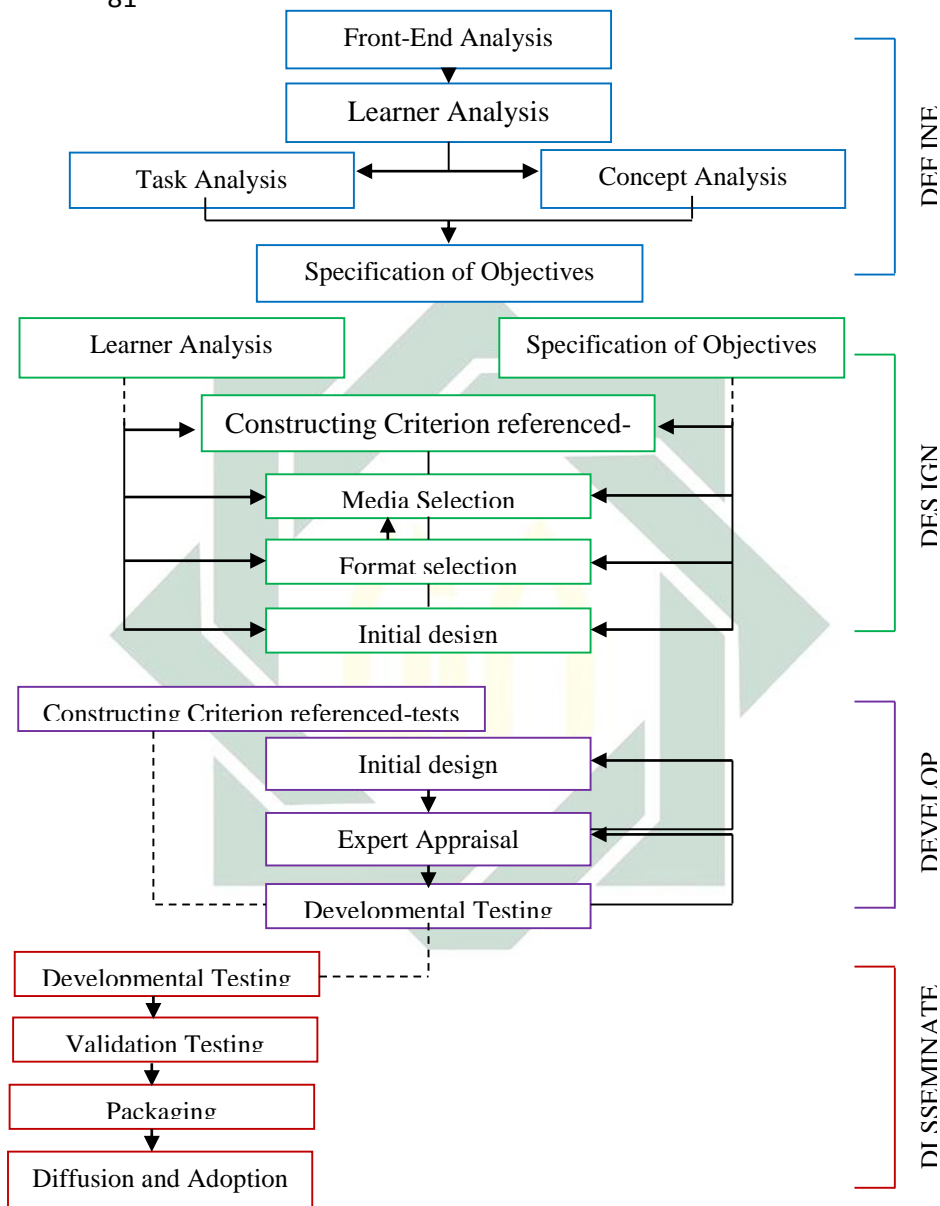 81
Front-End Analysis
Learner Analysis
Task Analysis
Concept Analysis
Specification of Objectives
DEFINE
Learner Analysis
Specification of Objectives
Constructing Criterion referenced-
Media Selection
Format selection
Initial design
DESIGN
Constructing Criterion referenced-tests
Initial design
Expert Appraisal
Developmental Testing
DEVELOP
Developmental Testing
Validation Testing
Packaging
Diffusion and Adoption
DISSEMINATE